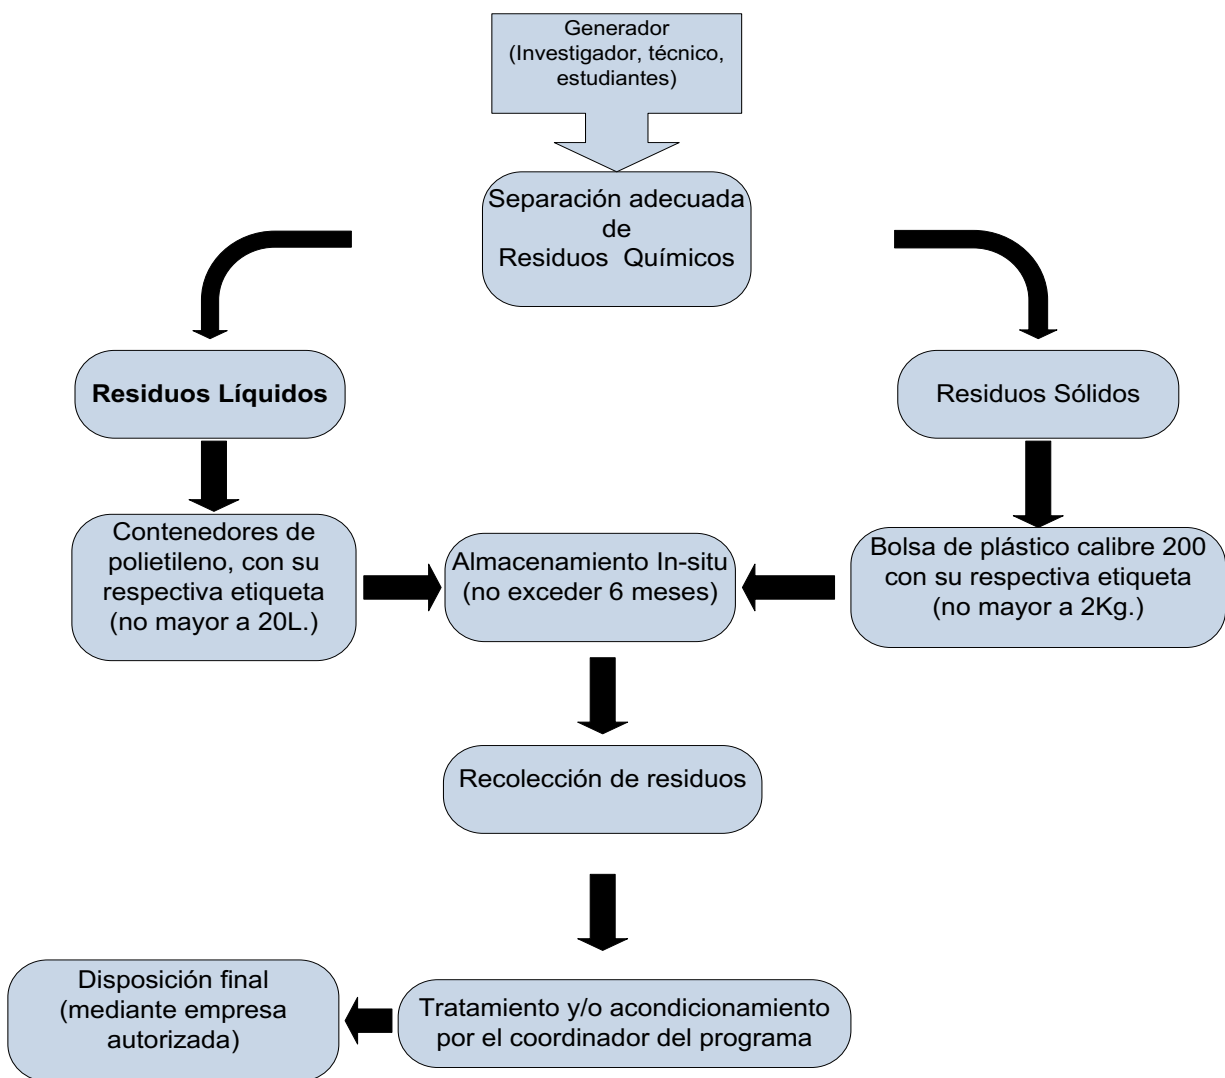 Generador
(Investigador, técnico,
estudiantes)
Separación adecuada
de
Residuos Químicos
Residuos Líquidos
Residuos Sólidos
Contenedores de
polietileno, con su
respectiva etiqueta
(no mayor a 20L.)
Almacenamiento In-situ
(no exceder 6 meses)
Bolsa de plástico calibre 200
con su respectiva etiqueta
(no mayor a 2Kg.)
Recolección de residuos
Disposición final
(mediante empresa
autorizada)
Tratamiento y/o acondicionamiento
por el coordinador del programa